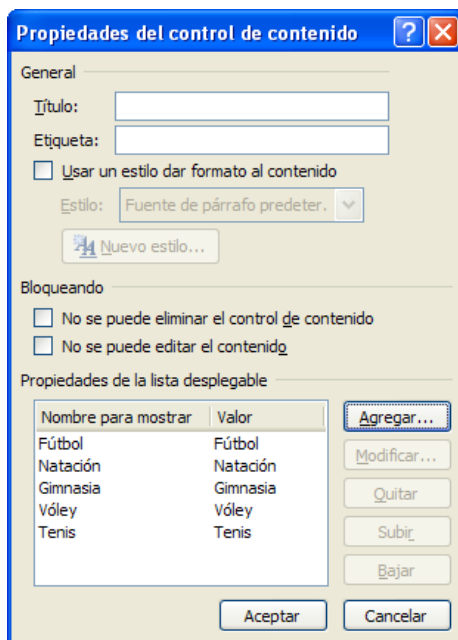 Propiedades del control de contenido
General
Título:
Etiqueta:
Usar un estilo dar formato al contenido
Estilo: Fuente de párrafo predeter.
Nuevo estilo...
Bloqueando
No se puede eliminar el control de contenido
No se puede editar el contenido
Propiedades de la lista desplegable
Nombre para mostrar Valor Agregar...
Fútbol Fútbol
Natación Natación Modificar...
Gimnasia Gimnasia
Vóley Vóley Quitar
Tenis Tenis
Subir
Bajar
Aceptar Cancelar